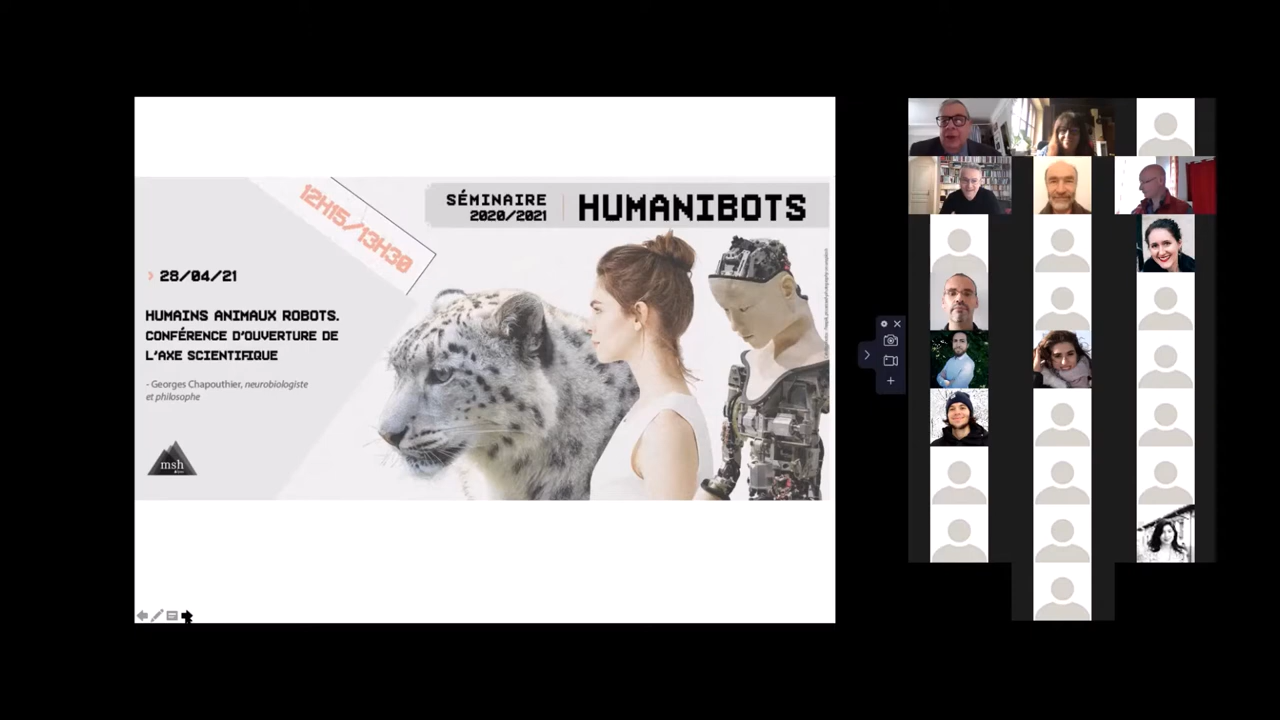 12H15/13H30
SÉMINAIRE
2020/2021
HUMANIBOTS
> 28/04/21
HUMAINS ANIMAUX ROBOTS.
CONFÉRENCE D'OUVERTURE DE
L'AXE SCIENTIFIQUE
- Georges Chapouthier, neurobiologiste
et philosophe
msh